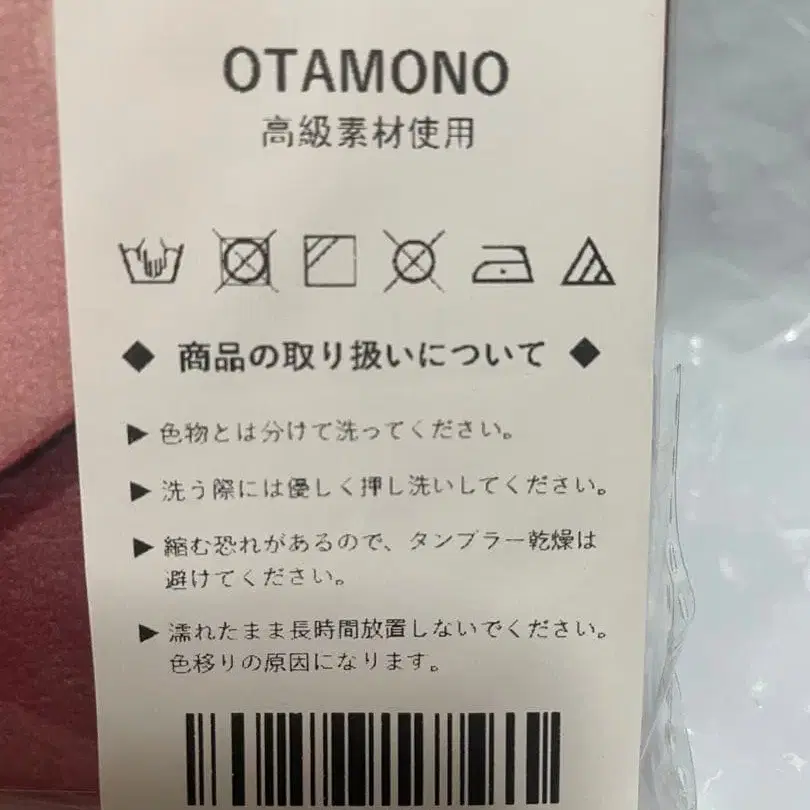 OTAMONO
高級素材使用
◆ 商品の取り扱いについて ◆
▶ 色物とは分けて洗ってください。
▶ 洗う際には優しく押し洗いしてください。
▶ 縮む恐れがあるので、タンブラー乾燥は
避けてください。
▶ 濡れたまま長時間放置しないでください。
色移りの原因になります。